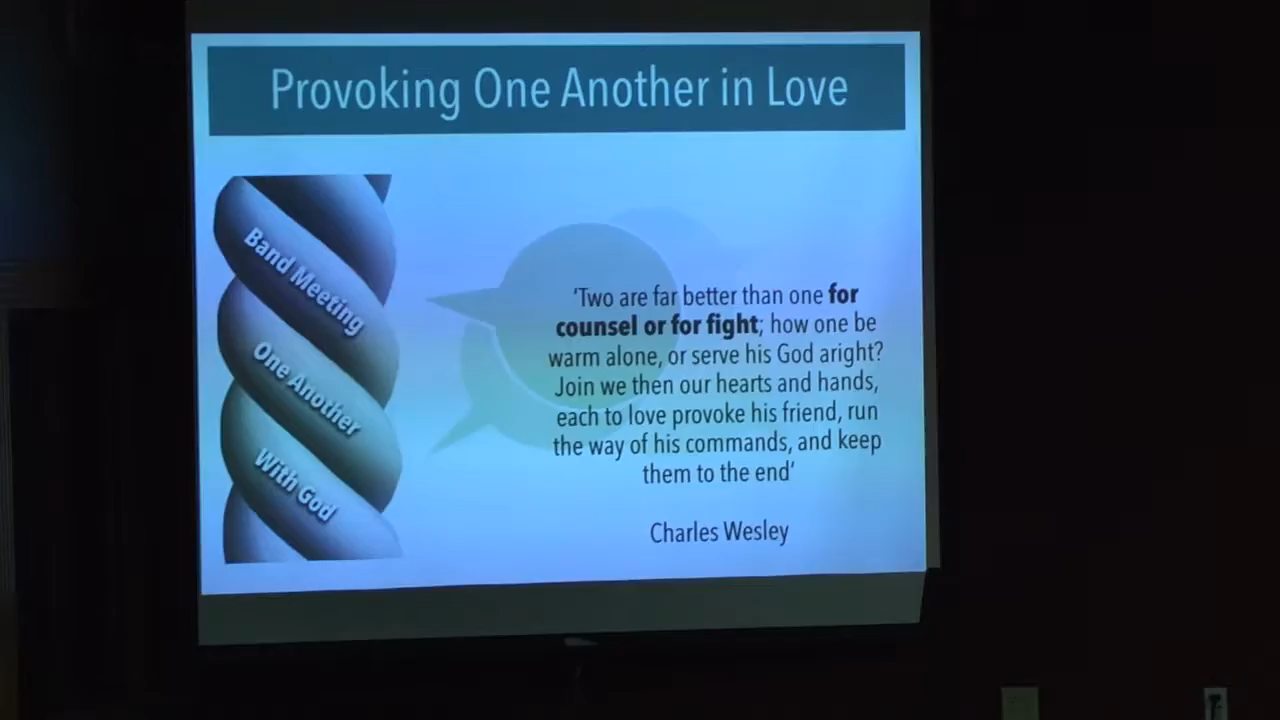 Provoking One Another in Love
Band Meeting
One Another
With God
‘Two are far better than one for
counsel or for fight; how one be
warm alone, or serve his God aright?
Join we then our hearts and hands,
each to love provoke his friend, run
the way of his commands, and keep
them to the end‘
Charles Wesley